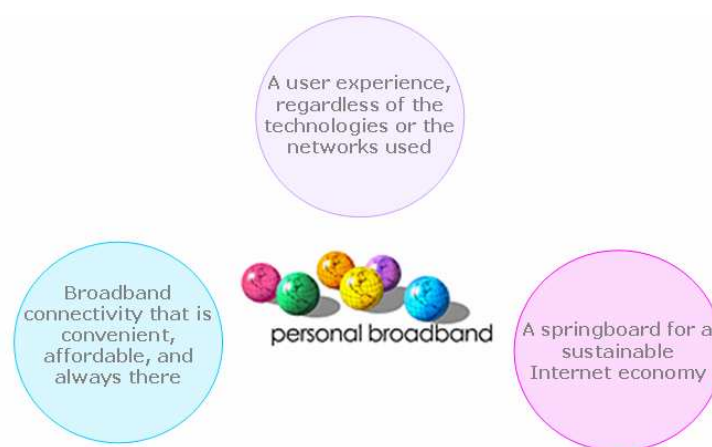 A user experience,
regardless of the
technologies or the
networks used
Broadband
connectivity that is
convenient,
affordable, and
always there
personal broadband
A springboard for a
sustainable
Internet economy